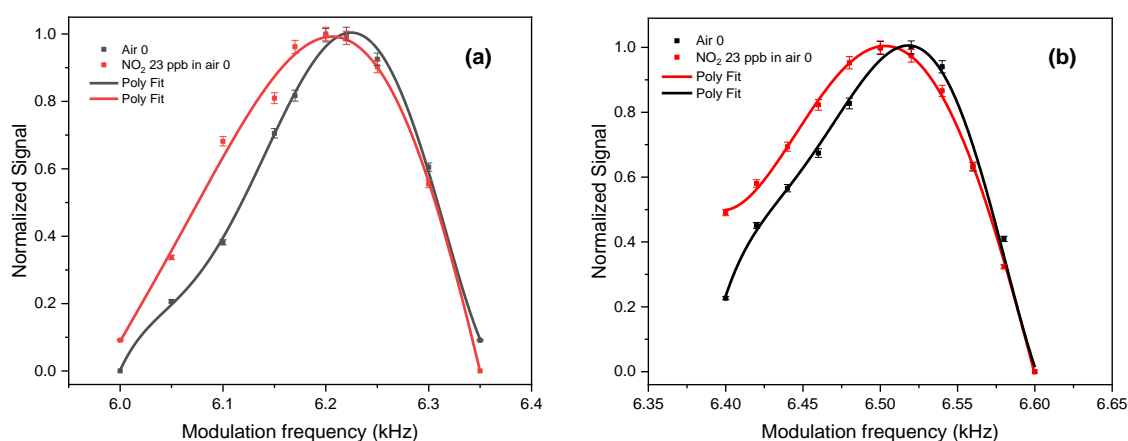 (a)
Air 0
NO₂ 23 ppb in air 0
Poly Fit
Poly Fit
Normalized Signal
1.0
0.8
0.6
0.4
0.2
0.0
6.0 6.1 6.2 6.3 6.4
Modulation frequency (kHz)
(b)
Air 0
NO₂ 23 ppb in air 0
Poly Fit
Poly Fit
Normalized Signal
1.0
0.8
0.6
0.4
0.2
0.0
6.35 6.40 6.45 6.50 6.55 6.60 6.65
Modulation frequency (kHz)